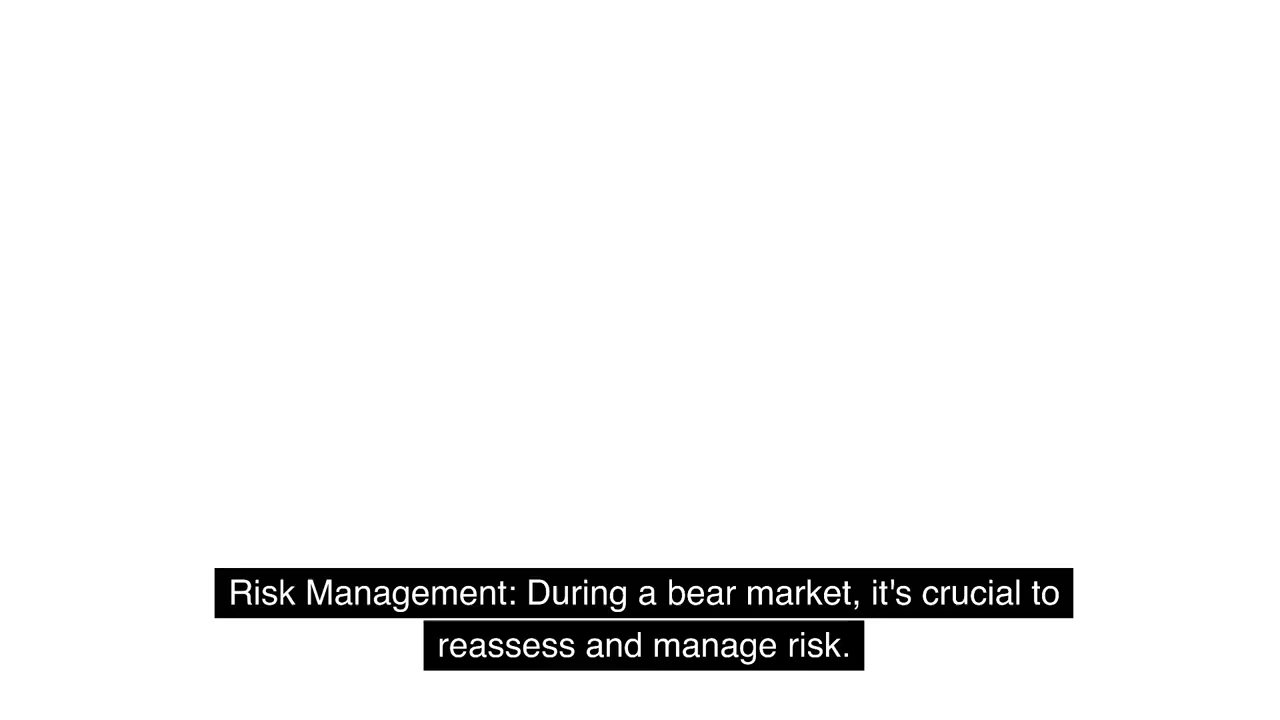 Risk Management: During a bear market, it's crucial to
reassess and manage risk.